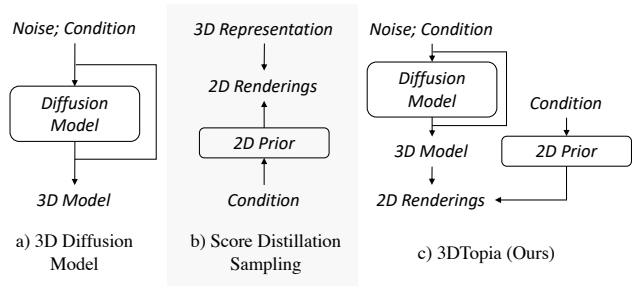 Noise; Condition
Diffusion
Model
3D Model
a) 3D Diffusion
Model
3D Representation
2D Renderings
2D Prior
Condition
b) Score Distillation
Sampling
Noise; Condition
Diffusion
Model
Condition
3D Model
2D Prior
2D Renderings
c) 3DTopia (Ours)